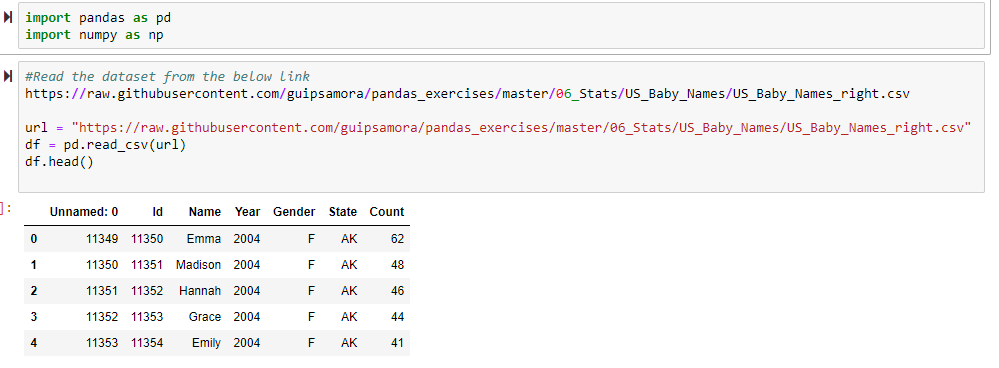 import pandas as pd
import numpy as np
#Read the dataset from the below link
https://raw.githubusercontent.com/guipsamora/pandas_exercises/master/06_Stats/US_Baby_Names/US_Baby_Names_right.csv
url = "https://raw.githubusercontent.com/guipsamora/pandas_exercises/master/06_Stats/US_Baby_Names/US_Baby_Names_right.csv"
df = pd.read_csv(url)
df.head()
]:
Unnamed: 0 Id Name Year Gender State Count
0 11349 11350 Emma 2004 F AK 62
1 11350 11351 Madison 2004 F AK 48
2 11351 11352 Hannah 2004 F AK 46
3 11352 11353 Grace 2004 F AK 44
4 11353 11354 Emily 2004 F AK 41